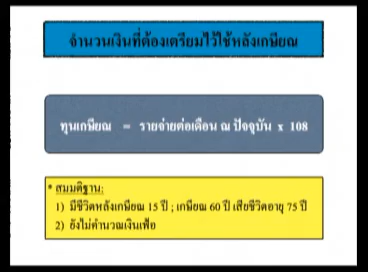 จำนวนเงินที่ต้องเตรียมไว้ใช้หลังเกษียณ
ทุนเกษียณ = รายจ่ายต่อเดือน ณ ปัจจุบัน x 108
* สมมติฐาน:
1) มีชีวิตหลังเกษียณ 15 ปี ; เกษียณ 60 ปี เสียชีวิตอายุ 75 ปี
2) ยังไม่คำนวณเงินเฟ้อ